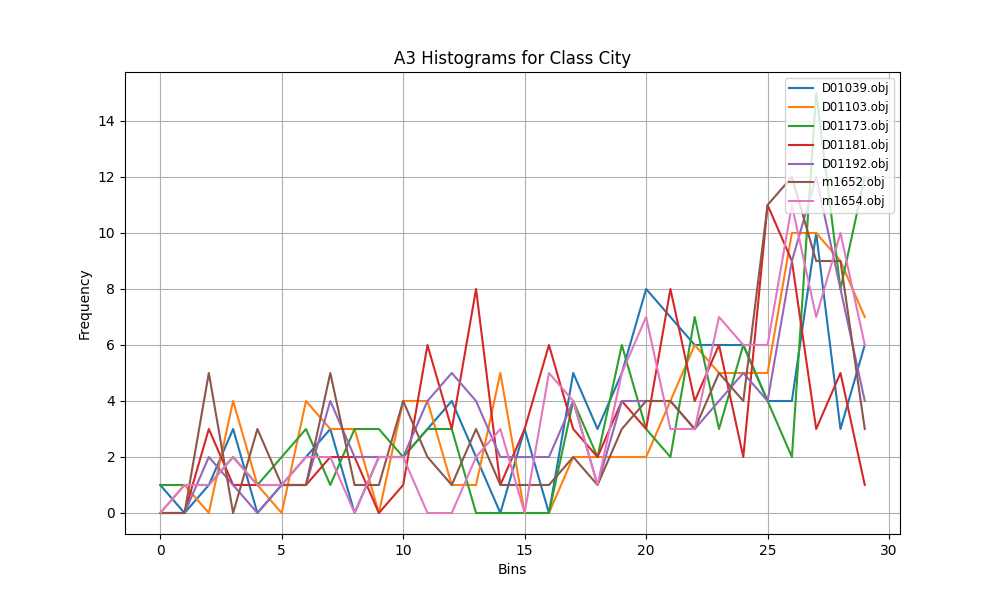 A3 Histograms for Class City
D01039.obj
D01103.obj
D01173.obj
D01181.obj
D01192.obj
m1652.obj
m1654.obj
Frequency
14
12
10
8
6
4
2
0
0 5 10 15 20 25 30
Bins